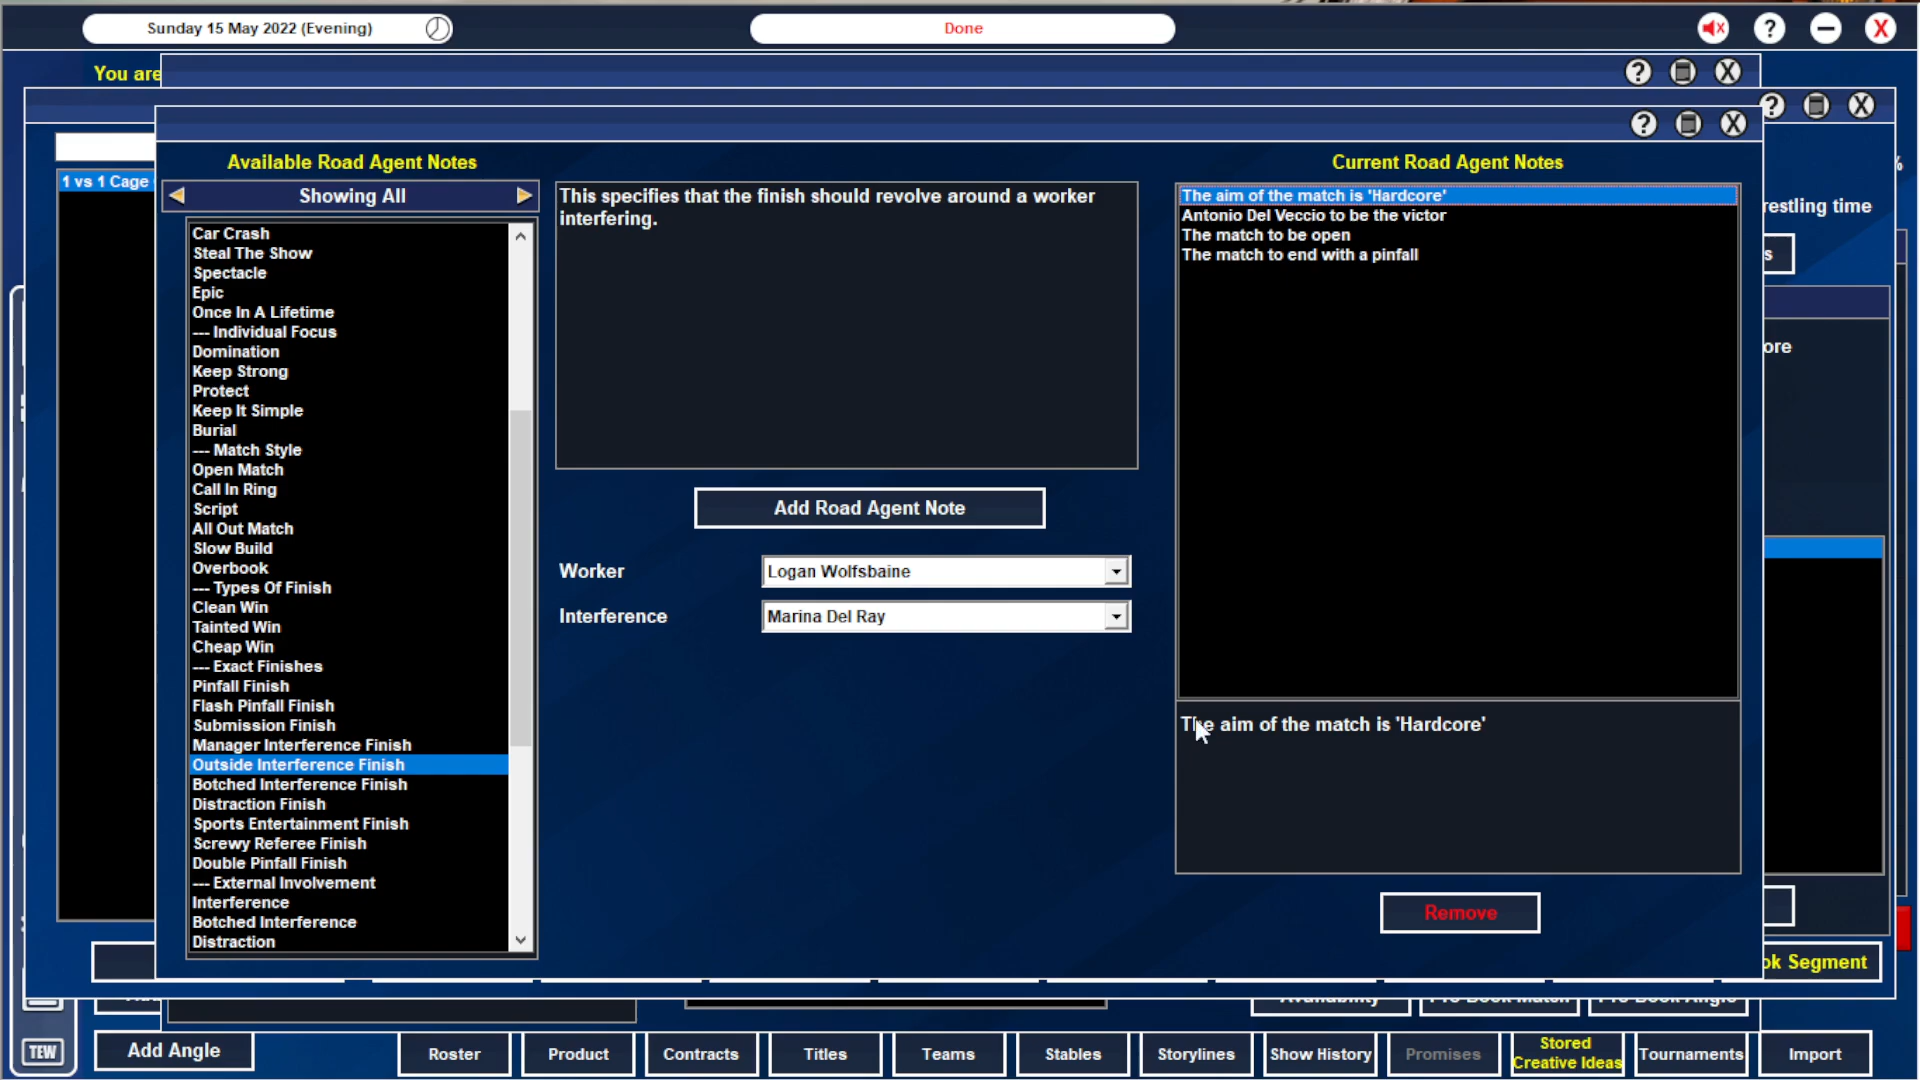 Sunday 15 May 2022 (Evening)
Done
You are
Available Road Agent Notes
Current Road Agent Notes
1 vs 1 Cage
Showing All
Car Crash
Steal The Show
Spectacle
Epic
Once In A Lifetime
--- Individual Focus
Domination
Keep Strong
Protect
Keep It Simple
Burial
--- Match Style
Open Match
Call In Ring
Script
All Out Match
Slow Build
Overbook
--- Types Of Finish
Clean Win
Tainted Win
Cheap Win
--- Exact Finishes
Pinfall Finish
Flash Pinfall Finish
Submission Finish
Manager Interference Finish
Outside Interference Finish
Botched Interference Finish
Distraction Finish
Sports Entertainment Finish
Screwy Referee Finish
Double Pinfall Finish
--- External Involvement
Interference
Botched Interference
Distraction
This specifies that the finish should revolve around a worker
interfering.
Add Road Agent Note
Worker
Logan Wolfsbaine
Interference
Marina Del Ray
The aim of the match is 'Hardcore'
Antonio Del Veccio to be the victor
The match to be open
The match to end with a pinfall
The aim of the match is 'Hardcore'
Remove
%
restling time
s
ore
ok Segment
Availability
Pre Book Match
Pre Book Angle
TEW
Add Angle
Roster
Product
Contracts
Titles
Teams
Stables
Storylines
Show History
Promises
Stored
Creative Ideas
Tournaments
Import